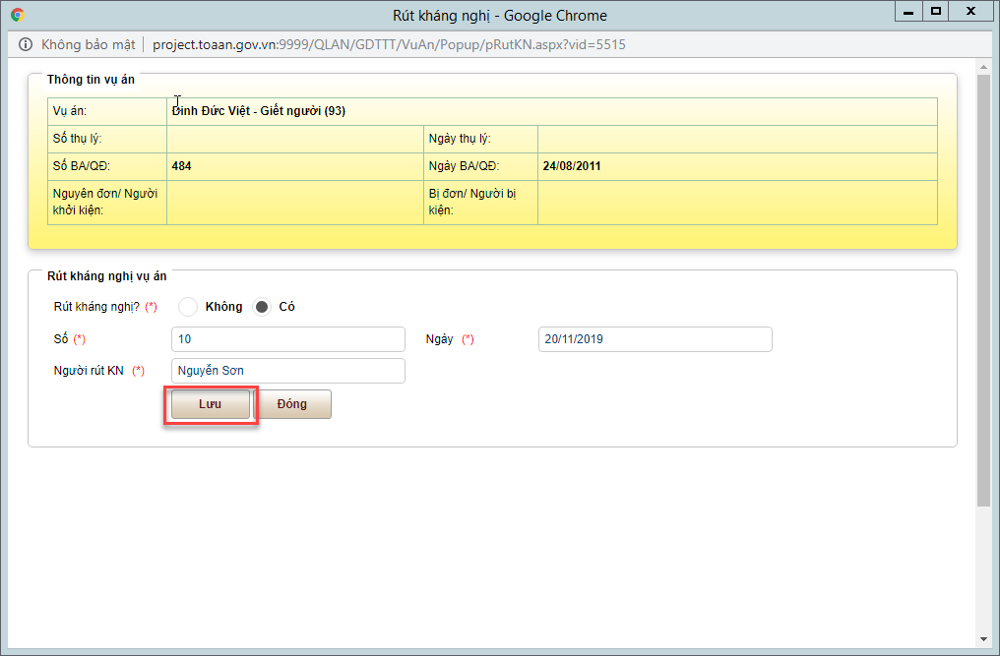 Rút kháng nghị - Google Chrome
Không bảo mật project.toaan.gov.vn:9999/QLAN/GDTTT/VuAn/Popup/pRutKN.aspx?vid=5515
Thông tin vụ án
Vụ án: Đinh Đức Việt - Giết người (93)
Số thụ lý: Ngày thụ lý:
Số BA/QĐ: 484 Ngày BA/QĐ: 24/08/2011
Nguyên đơn/ Người Bị đơn/ Người bị
khởi kiện: kiện:
Rút kháng nghị vụ án
Rút kháng nghị? (*) Không Có
Số (*) 10 Ngày (*) 20/11/2019
Người rút KN (*) Nguyễn Sơn
Lưu Đóng